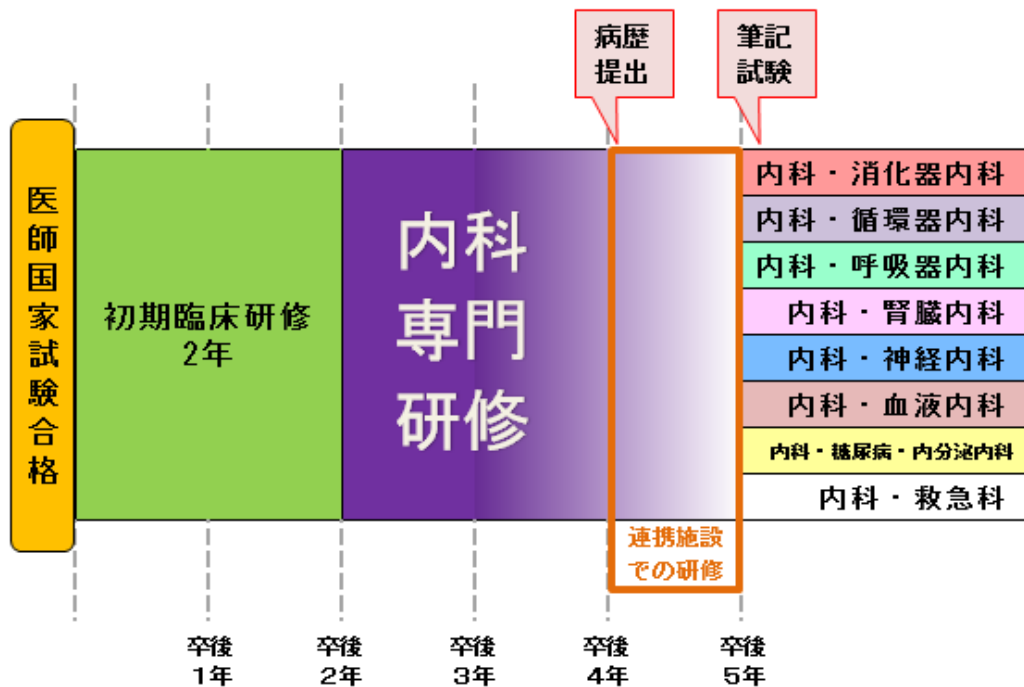 病歴
提出
筆記
試験
医師国家試験合格
初期臨床研修
2年
内科
専門
研修
内科・消化器内科
内科・循環器内科
内科・呼吸器内科
内科・腎臓内科
内科・神経内科
内科・血液内科
内科・糖尿病・内分泌内科
内科・救急科
連携施設
での研修
卒後
1年
卒後
2年
卒後
3年
卒後
4年
卒後
5年